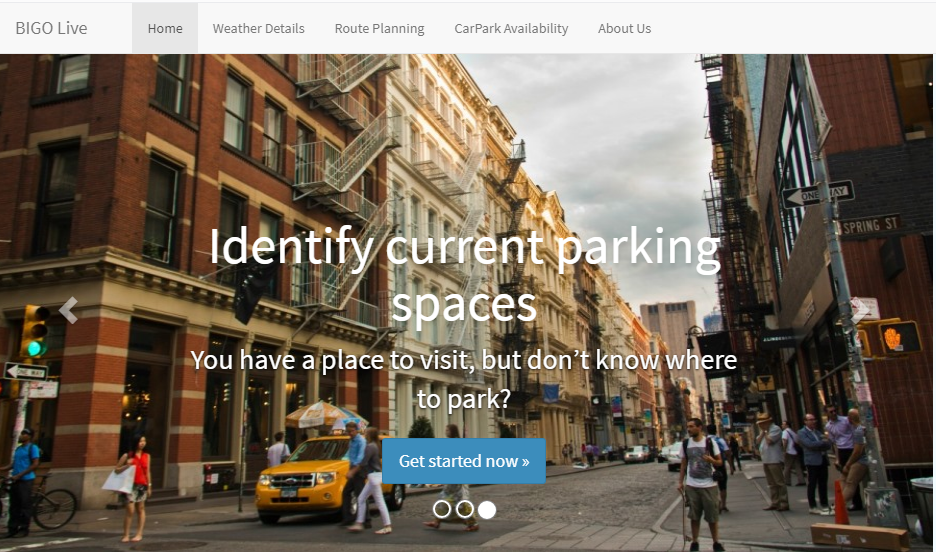 BIGO Live
Home
Weather Details
Route Planning
CarPark Availability
About Us
ONE WAY
SPRING ST
Identify current parking
spaces
You have a place to visit, but don’t know where
to park?
ONE WAY
Get started now »